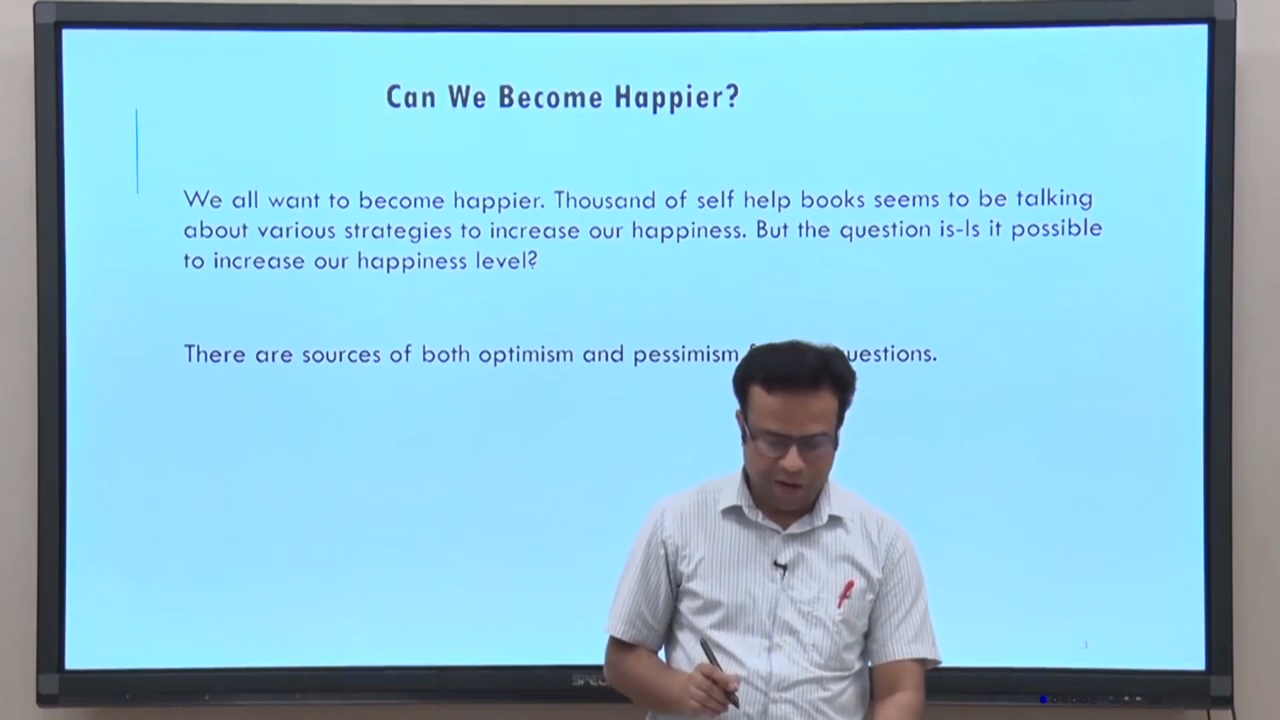 Can We Become Happier?
We all want to become happier. Thousand of self help books seems to be talking
about various strategies to increase our happiness. But the question is-Is it possible
to increase our happiness level?
There are sources of both optimism and pessimism